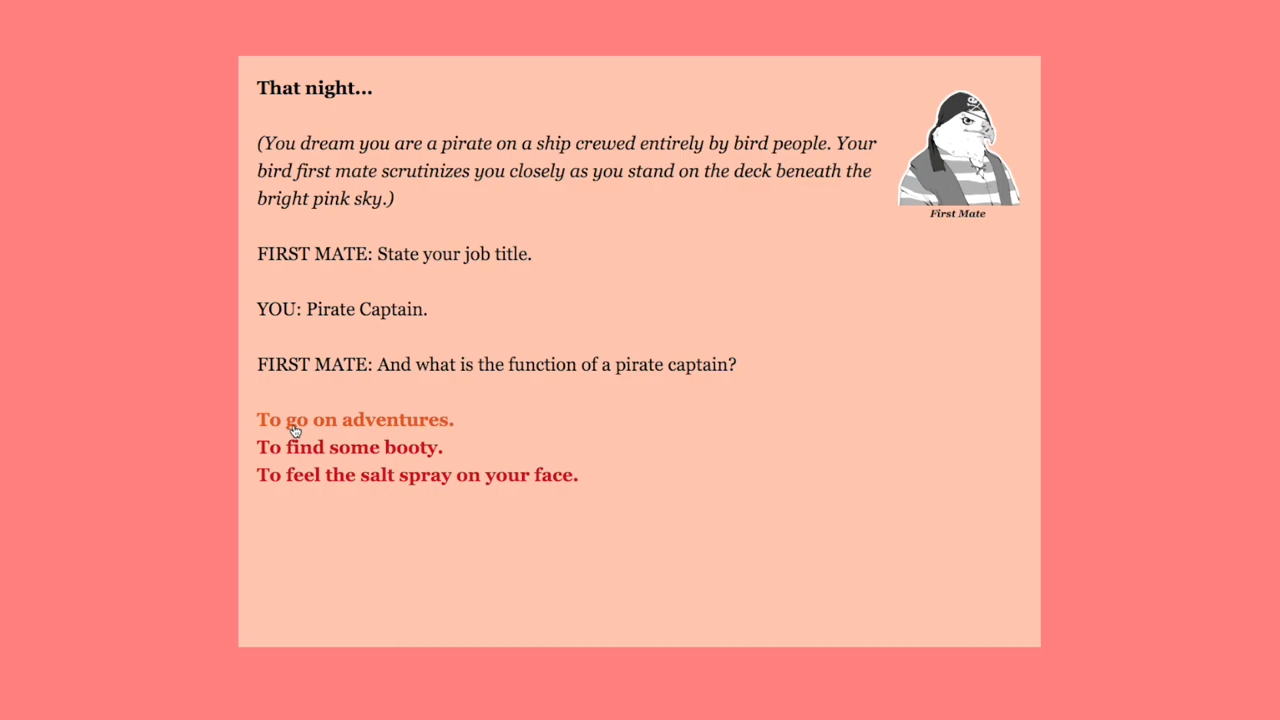 That night...
(You dream you are a pirate on a ship crewed entirely by bird people. Your
bird first mate scrutinizes you closely as you stand on the deck beneath the
bright pink sky.)
First Mate
FIRST MATE: State your job title.
YOU: Pirate Captain.
FIRST MATE: And what is the function of a pirate captain?
To go on adventures.
To find some booty.
To feel the salt spray on your face.